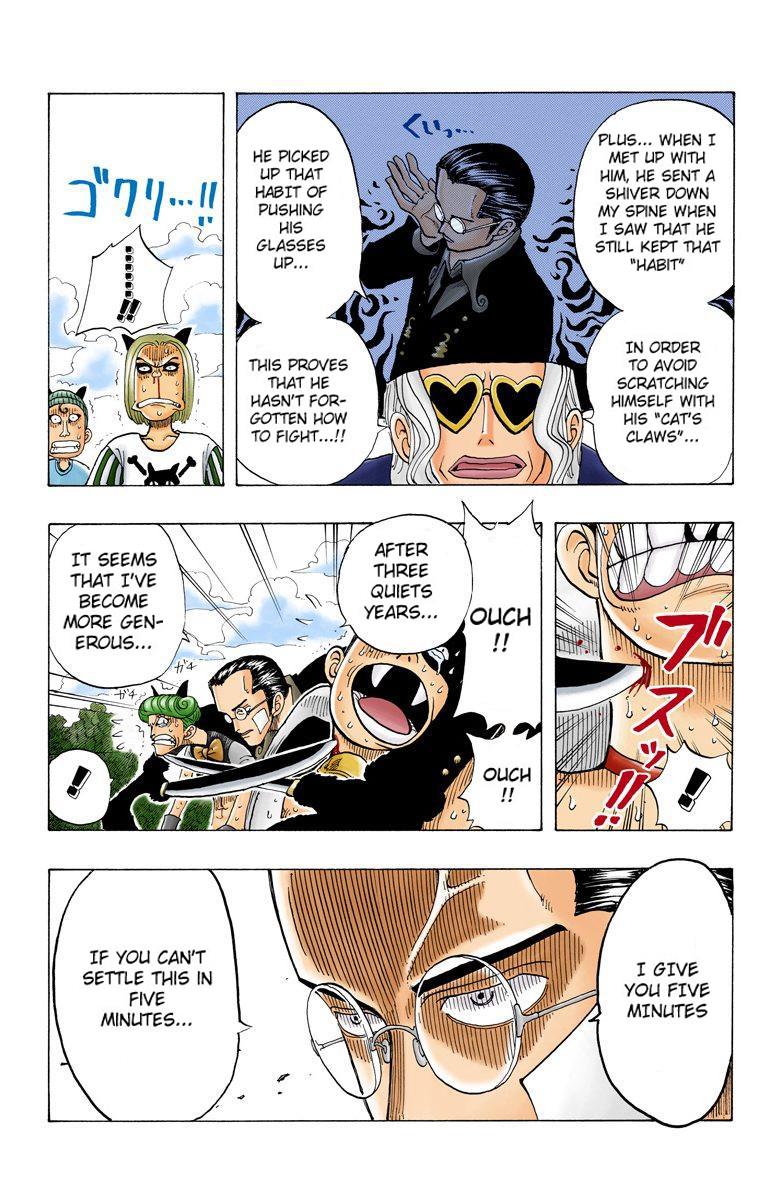 PLUS... WHEN I
MET UP WITH
HIM, HE SENT A
SHIVER DOWN
MY SPINE WHEN
I SAW THAT HE
STILL KEPT THAT
"HABIT"
IN ORDER
TO AVOID
SCRATCHING
HIMSELF WITH
HIS "CAT'S
CLAWS"...
くいっ…
HE PICKED
UP THAT
HABIT OF
PUSHING
HIS
GLASSES
UP...
THIS PROVES
THAT HE
HASN'T FOR-
GOTTEN HOW
TO FIGHT...!!
ゴクリ…!!
......!!
ブスッ!!
!
OUCH
!!
OUCH
!!
AFTER
THREE
QUIETS
YEARS...
IT SEEMS
THAT I'VE
BECOME
MORE GEN-
EROUS...
ガチ
ガチ
!
I GIVE
YOU FIVE
MINUTES
IF YOU CAN'T
SETTLE THIS IN
FIVE
MINUTES...